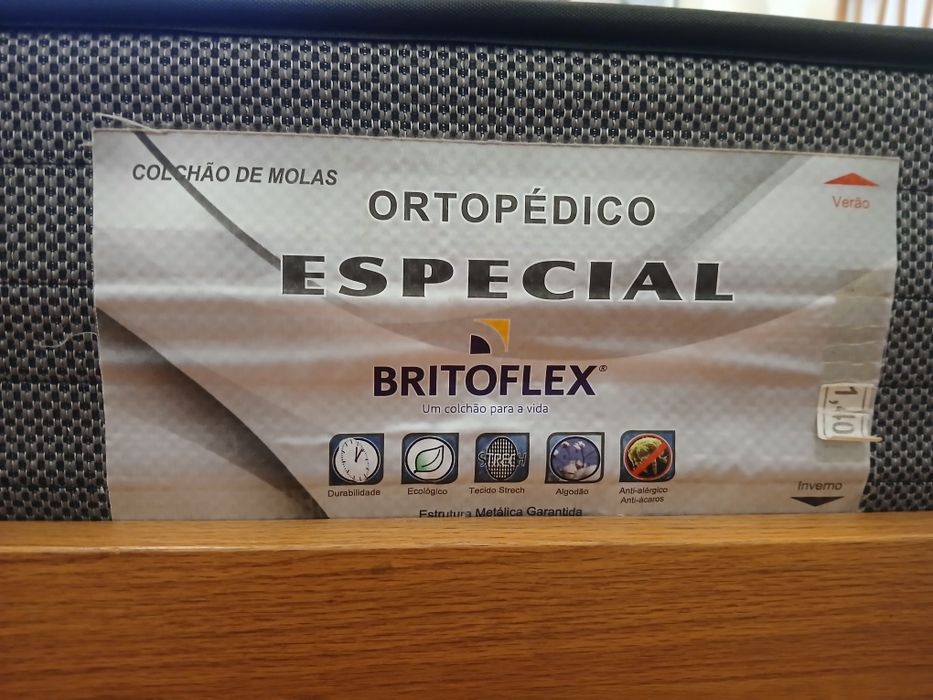 COLCHÃO DE MOLAS
ORTOPÉDICO
Verão
ESPECIAL
BRITOFLEX®
Um colchão para a vida
1,40
STRECH
Durabilidade
Ecológico
Tecido Strech
Algodão
Anti-alérgico
Anti-ácaros
Inverno
Estrutura Metálica Garantida